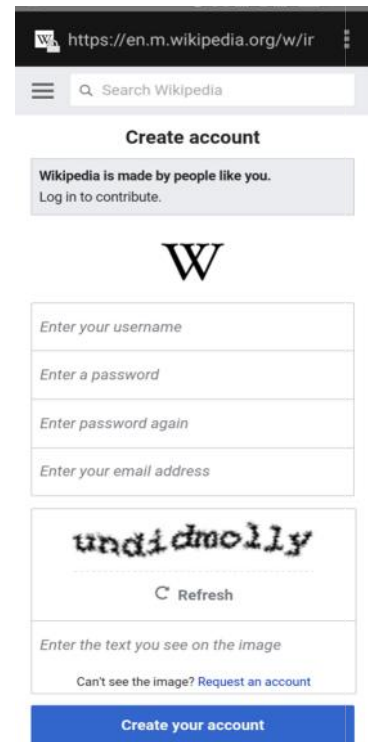 https://en.m.wikipedia.org/w/ir
Search Wikipedia
Create account
Wikipedia is made by people like you.
Log in to contribute.
W
Enter your username
Enter a password
Enter password again
Enter your email address
undidmolly
Refresh
Enter the text you see on the image
Can't see the image? Request an account
Create your account